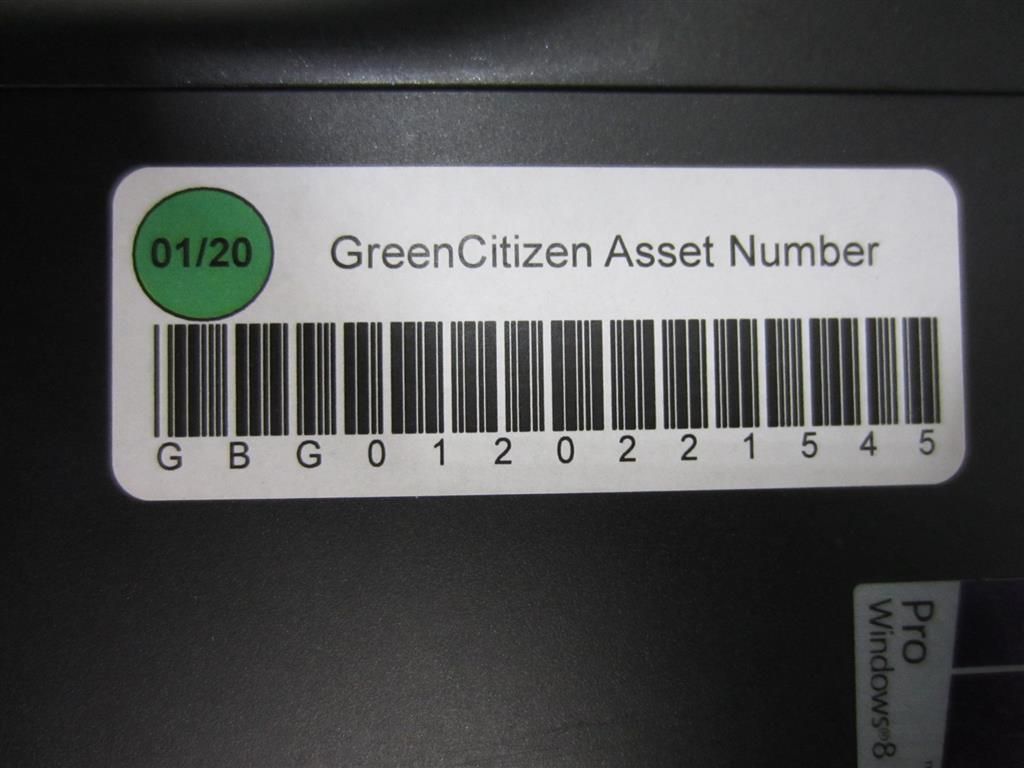 01/20
GreenCitizen Asset Number
G B G 0 1 2 0 2 2 1 5 4 5
Pro
Windows®8